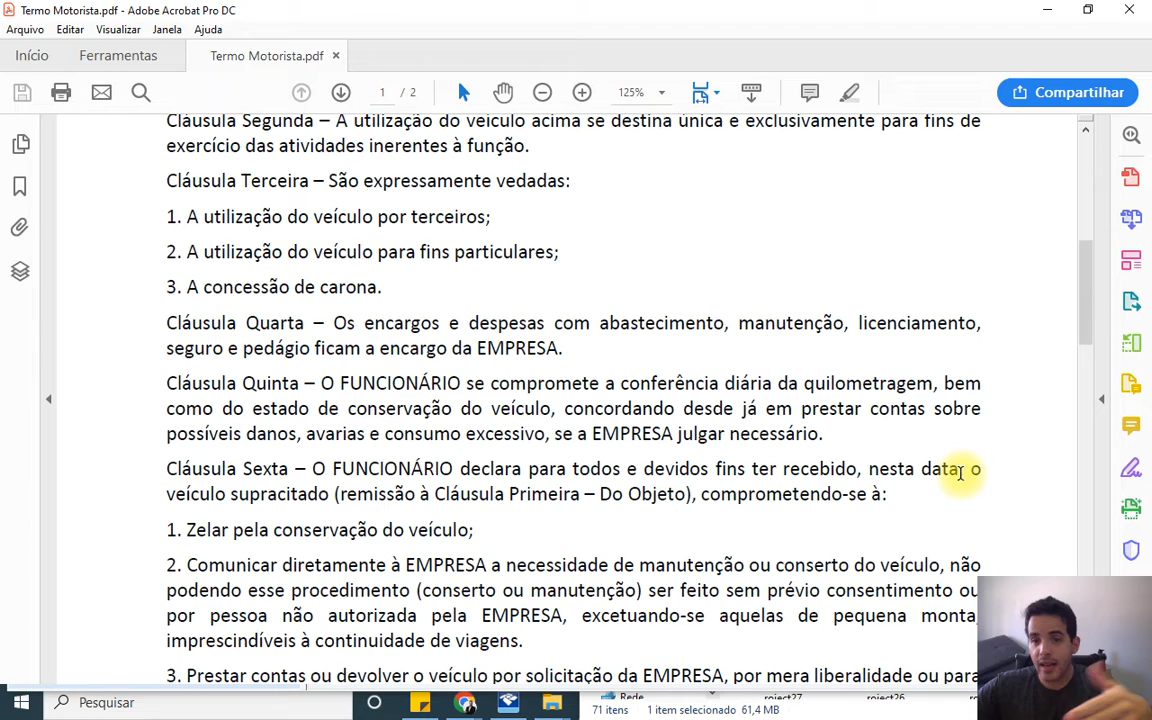 Termo Motorista.pdf - Adobe Acrobat Pro DC
Arquivo Editar Visualizar Janela Ajuda
Início Ferramentas Termo Motorista.pdf ×
1 / 2 125% Compartilhar
Cláusula Segunda – A utilização do veículo acima se destina única e exclusivamente para fins de
exercício das atividades inerentes à função.
Cláusula Terceira – São expressamente vedadas:
1. A utilização do veículo por terceiros;
2. A utilização do veículo para fins particulares;
3. A concessão de carona.
Cláusula Quarta – Os encargos e despesas com abastecimento, manutenção, licenciamento,
seguro e pedágio ficam a encargo da EMPRESA.
Cláusula Quinta – O FUNCIONÁRIO se compromete a conferência diária da quilometragem, bem
como do estado de conservação do veículo, concordando desde já em prestar contas sobre
possíveis danos, avarias e consumo excessivo, se a EMPRESA julgar necessário.
Cláusula Sexta – O FUNCIONÁRIO declara para todos e devidos fins ter recebido, nesta data, o
veículo supracitado (remissão à Cláusula Primeira – Do Objeto), comprometendo-se à:
1. Zelar pela conservação do veículo;
2. Comunicar diretamente à EMPRESA a necessidade de manutenção ou conserto do veículo, não
podendo esse procedimento (conserto ou manutenção) ser feito sem prévio consentimento ou
por pessoa não autorizada pela EMPRESA, excetuando-se aquelas de pequena monta,
imprescindíveis à continuidade de viagens.
3. Prestar contas ou devolver o veículo por solicitação da EMPRESA, por mera liberalidade ou para
Pesquisar
Rede roject27 roject26
71 itens 1 item selecionado 61,4 MB